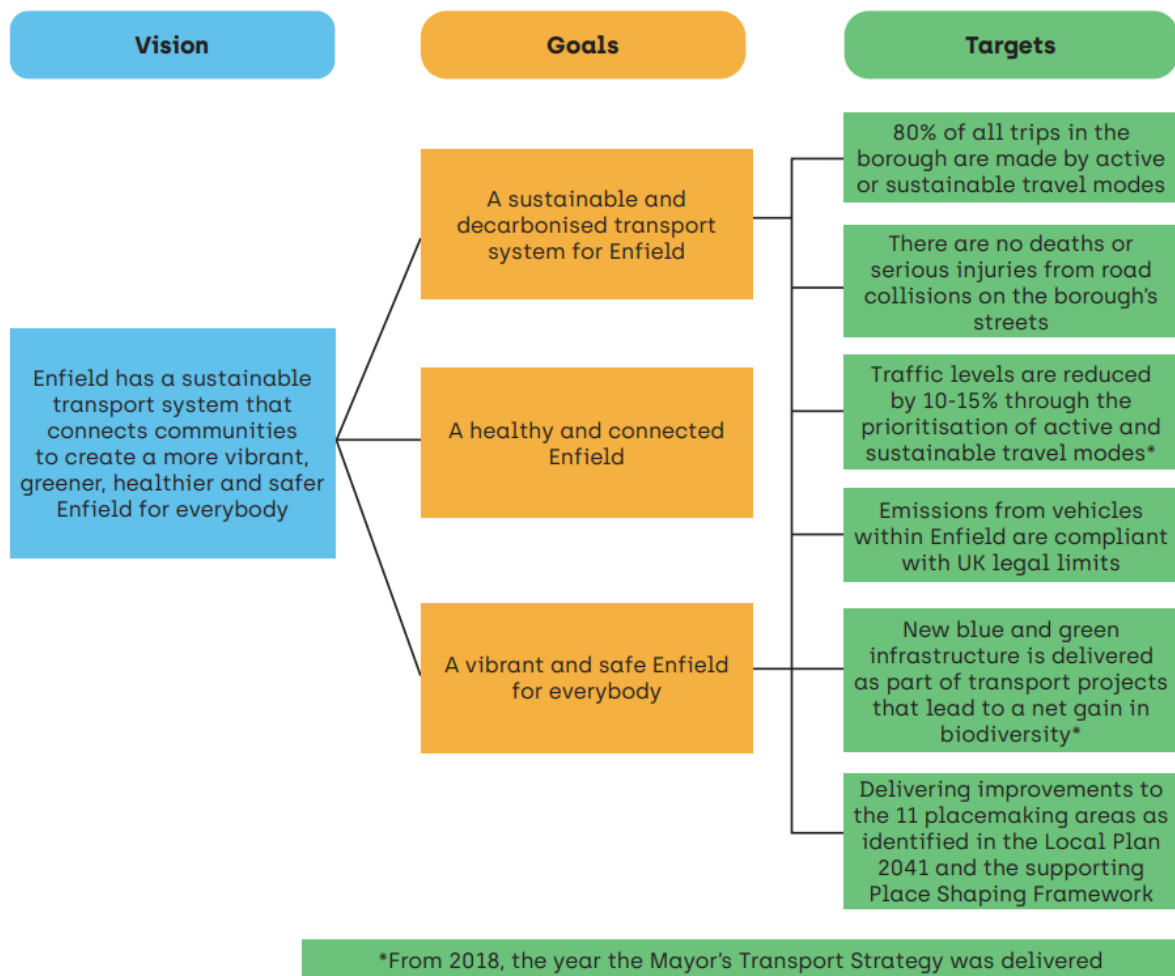 Vision
Goals
Targets
Enfield has a sustainable
transport system that
connects communities
to create a more vibrant,
greener, healthier and safer
Enfield for everybody
A sustainable and
decarbonised transport
system for Enfield
A healthy and connected
Enfield
A vibrant and safe Enfield
for everybody
80% of all trips in the
borough are made by active
or sustainable travel modes
There are no deaths or
serious injuries from road
collisions on the borough's
streets
Traffic levels are reduced
by 10-15% through the
prioritisation of active and
sustainable travel modes*
Emissions from vehicles
within Enfield are compliant
with UK legal limits
New blue and green
infrastructure is delivered
as part of transport projects
that lead to a net gain in
biodiversity*
Delivering improvements to
the 11 placemaking areas as
identified in the Local Plan
2041 and the supporting
Place Shaping Framework
*From 2018, the year the Mayor's Transport Strategy was delivered